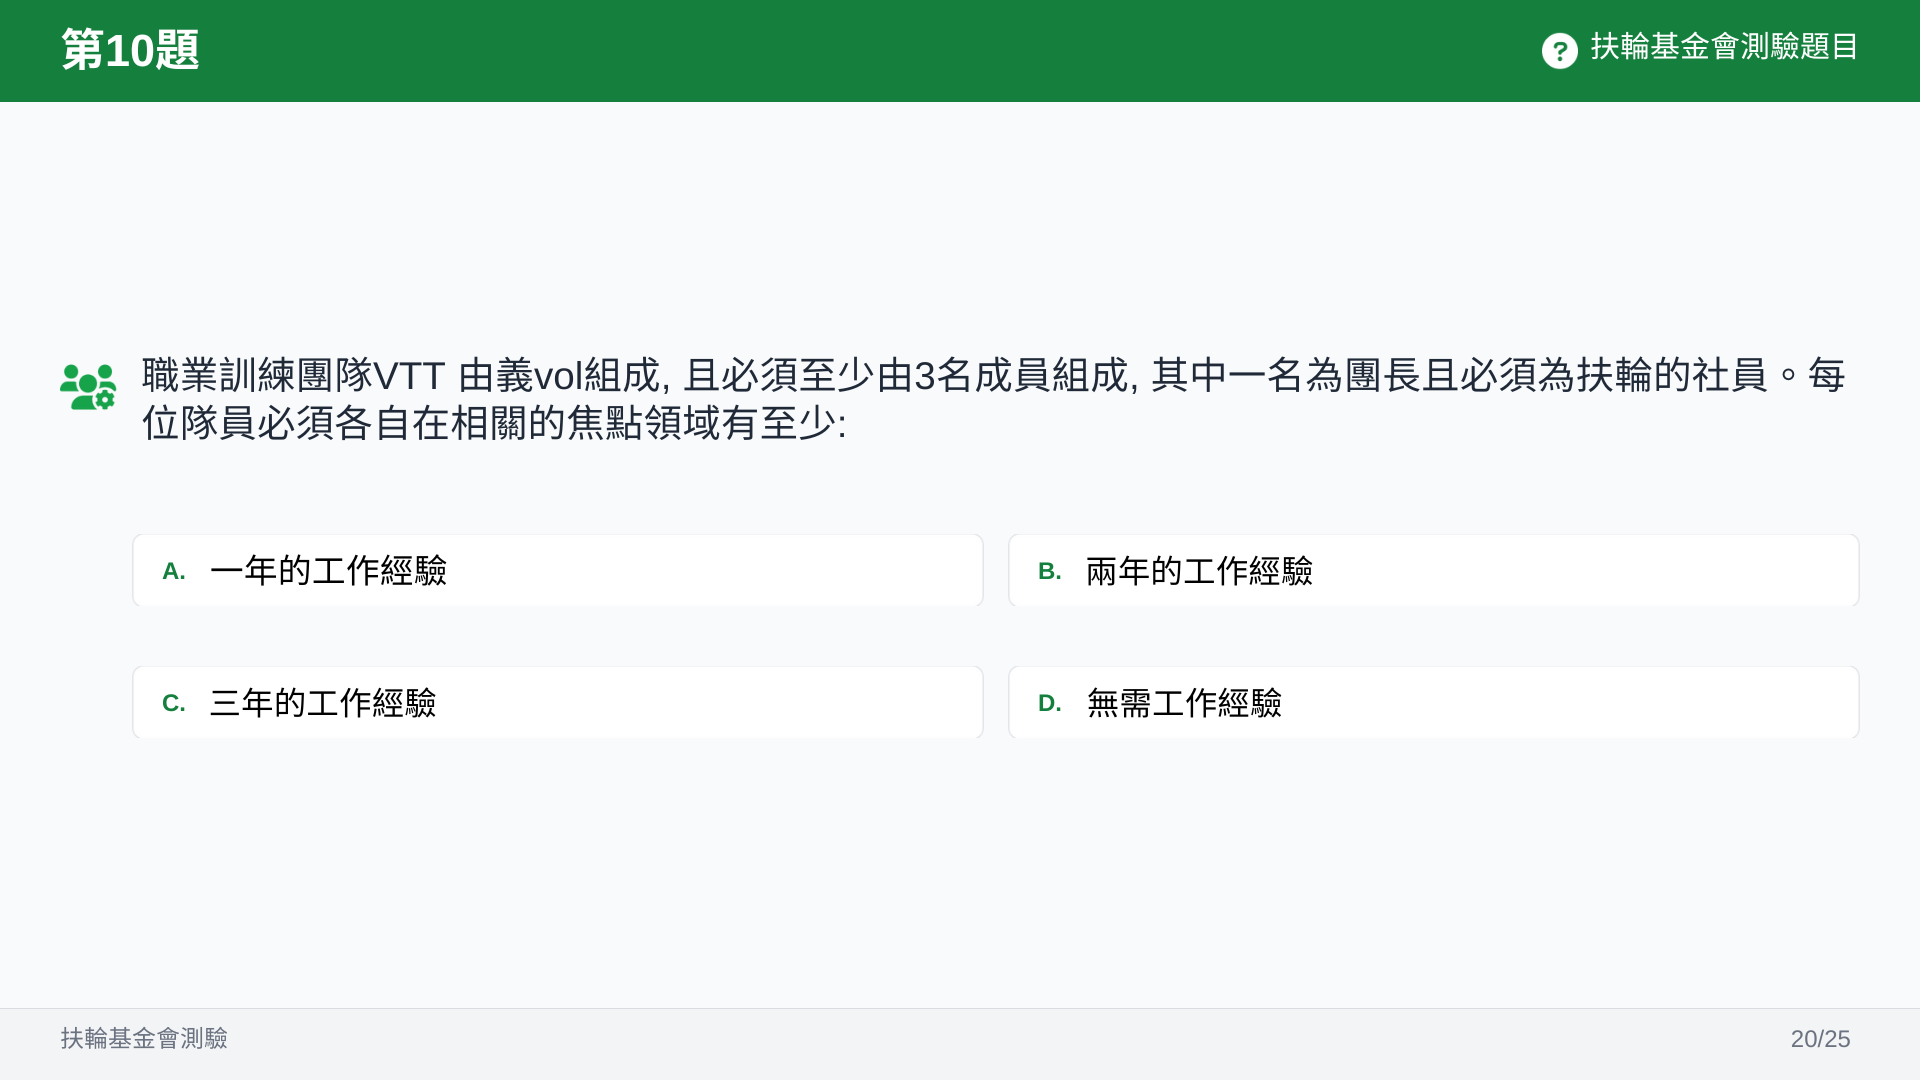 第10題
扶輪基金會測驗題目
職業訓練團隊VTT 由義vol組成, 且必須至少由3名成員組成, 其中一名為團長且必須為扶輪的社員。每
位隊員必須各自在相關的焦點領域有至少:
A. 一年的工作經驗
B. 兩年的工作經驗
C. 三年的工作經驗
D. 無需工作經驗
扶輪基金會測驗
20/25